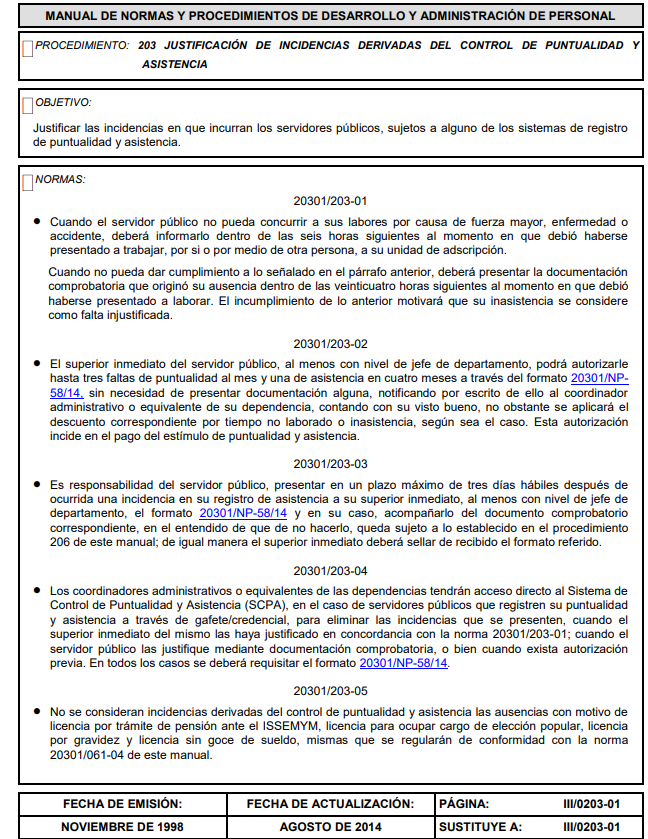 MANUAL DE NORMAS Y PROCEDIMIENTOS DE DESARROLLO Y ADMINISTRACIÓN DE PERSONAL
PROCEDIMIENTO: 203 JUSTIFICACIÓN DE INCIDENCIAS DERIVADAS DEL CONTROL DE PUNTUALIDAD Y
ASISTENCIA
OBJETIVO:
Justificar las incidencias en que incurran los servidores públicos, sujetos a alguno de los sistemas de registro
de puntualidad y asistencia.
NORMAS:
20301/203-01
● Cuando el servidor público no pueda concurrir a sus labores por causa de fuerza mayor, enfermedad o
accidente, deberá informarlo dentro de las seis horas siguientes al momento en que debió haberse
presentado a trabajar, por si o por medio de otra persona, a su unidad de adscripción.
Cuando no pueda dar cumplimiento a lo señalado en el párrafo anterior, deberá presentar la documentación
comprobatoria que originó su ausencia dentro de las veinticuatro horas siguientes al momento en que debió
haberse presentado a laborar. El incumplimiento de lo anterior motivará que su inasistencia se considere
como falta injustificada.
20301/203-02
● El superior inmediato del servidor público, al menos con nivel de jefe de departamento, podrá autorizarle
hasta tres faltas de puntualidad al mes y una de asistencia en cuatro meses a través del formato 20301/NP-
58/14, sin necesidad de presentar documentación alguna, notificando por escrito de ello al coordinador
administrativo o equivalente de su dependencia, contando con su visto bueno, no obstante se aplicará el
descuento correspondiente por tiempo no laborado o inasistencia, según sea el caso. Esta autorización
incide en el pago del estímulo de puntualidad y asistencia.
20301/203-03
● Es responsabilidad del servidor público, presentar en un plazo máximo de tres días hábiles después de
ocurrida una incidencia en su registro de asistencia a su superior inmediato, al menos con nivel de jefe de
departamento, el formato 20301/NP-58/14 y en su caso, acompañarlo del documento comprobatorio
correspondiente, en el entendido de que de no hacerlo, queda sujeto a lo establecido en el procedimiento
206 de este manual; de igual manera el superior inmediato deberá sellar de recibido el formato referido.
20301/203-04
● Los coordinadores administrativos o equivalentes de las dependencias tendrán acceso directo al Sistema de
Control de Puntualidad y Asistencia (SCPA), en el caso de servidores públicos que registren su puntualidad
y asistencia a través de gafete/credencial, para eliminar las incidencias que se presenten, cuando el
superior inmediato del mismo las haya justificado en concordancia con la norma 20301/203-01; cuando el
servidor público las justifique mediante documentación comprobatoria, o bien cuando exista autorización
previa. En todos los casos se deberá requisitar el formato 20301/NP-58/14.
20301/203-05
● No se consideran incidencias derivadas del control de puntualidad y asistencia las ausencias con motivo de
licencia por trámite de pensión ante el ISSEMYM, licencia para ocupar cargo de elección popular, licencia
por gravidez y licencia sin goce de sueldo, mismas que se regularán de conformidad con la norma
20301/061-04 de este manual.
FECHA DE EMISIÓN: FECHA DE ACTUALIZACIÓN: PÁGINA: III/0203-01
NOVIEMBRE DE 1998 AGOSTO DE 2014 SUSTITUYE A: III/0203-01